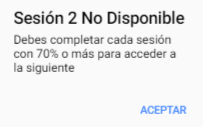 Sesión 2 No Disponible
Debes completar cada sesión
con 70% o más para acceder a
la siguiente
ACEPTAR